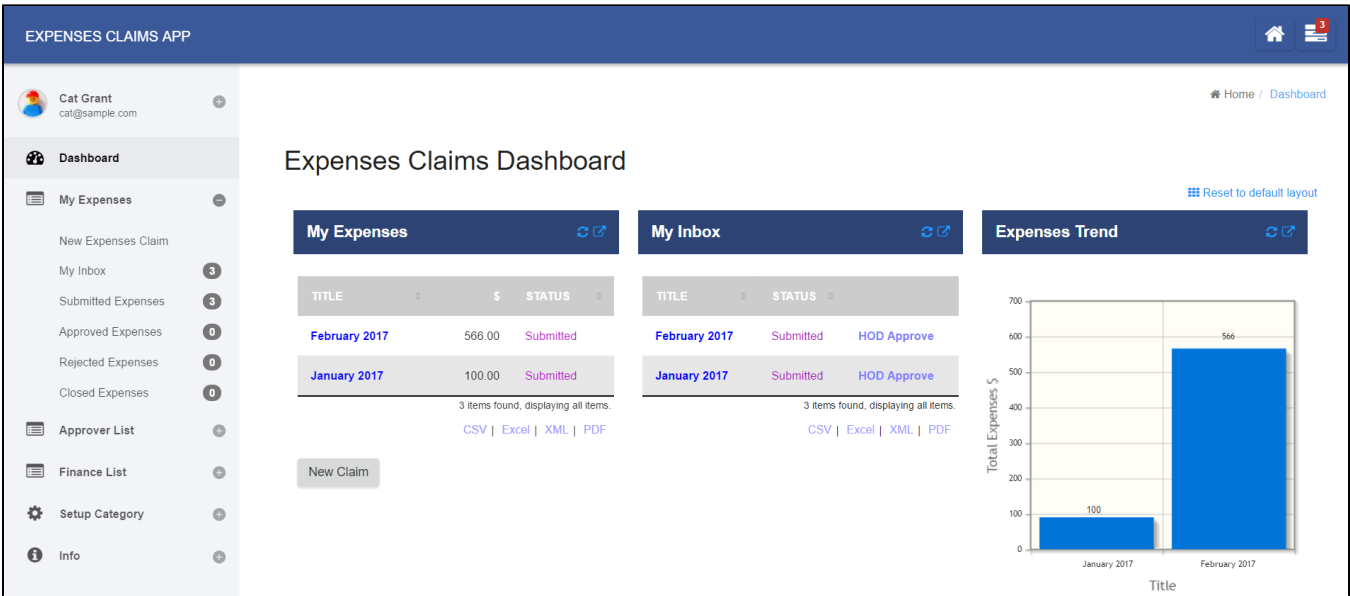 EXPENSES CLAIMS APP
3
Cat Grant
cat@sample.com
Home / Dashboard
Dashboard
My Expenses
New Expenses Claim
My Inbox 3
Submitted Expenses 3
Approved Expenses 0
Rejected Expenses 0
Closed Expenses 0
Approver List
Finance List
Setup Category
Info
Expenses Claims Dashboard
Reset to default layout
My Expenses
TITLE $ STATUS
February 2017 566.00 Submitted
January 2017 100.00 Submitted
3 items found, displaying all items.
CSV | Excel | XML | PDF
New Claim
My Inbox
TITLE STATUS
February 2017 Submitted HOD Approve
January 2017 Submitted HOD Approve
3 items found, displaying all items.
CSV | Excel | XML | PDF
Expenses Trend
Total Expenses $
700
600
500
400
300
200
100
0
100
566
January 2017 February 2017
Title